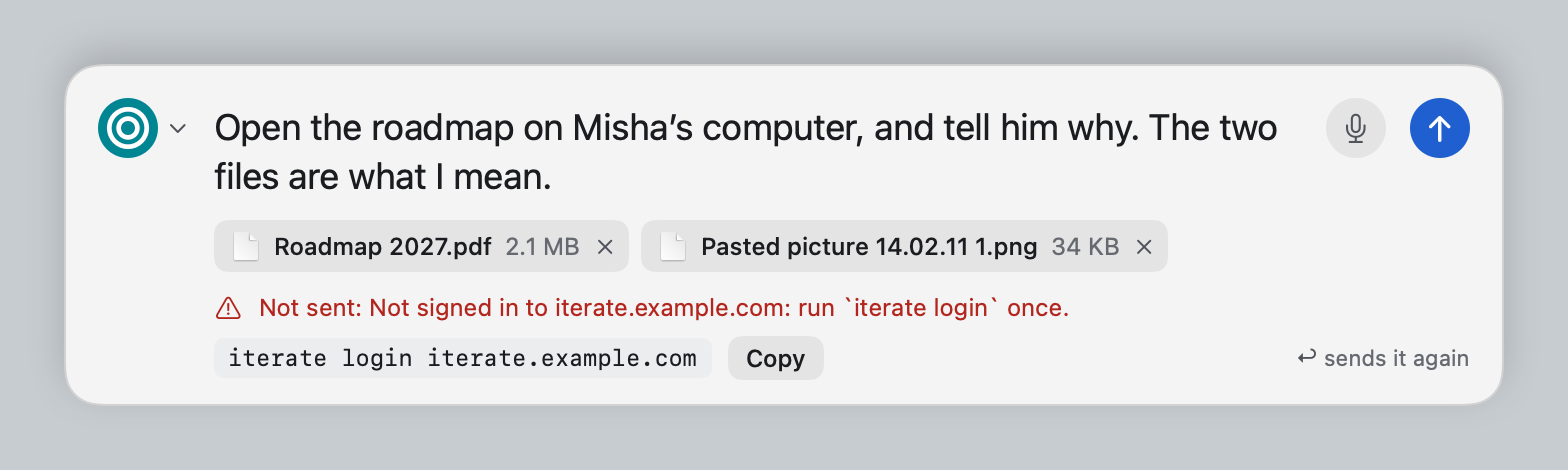 Open the roadmap on Misha’s computer, and tell him why. The two
files are what I mean.
Roadmap 2027.pdf 2.1 MB
Pasted picture 14.02.11 1.png 34 KB
Not sent: Not signed in to iterate.example.com: run `iterate login` once.
iterate login iterate.example.com
Copy
sends it again